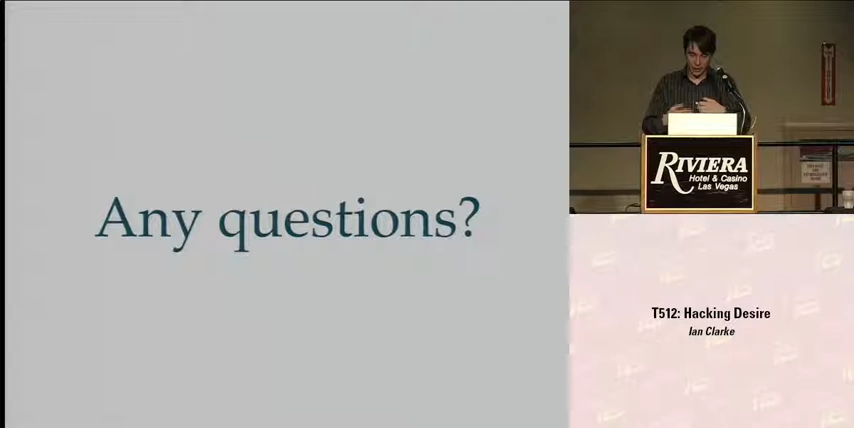 Any questions?
RIVIERA
Hotel & Casino
Las Vegas
T512: Hacking Desire
Ian Clarke